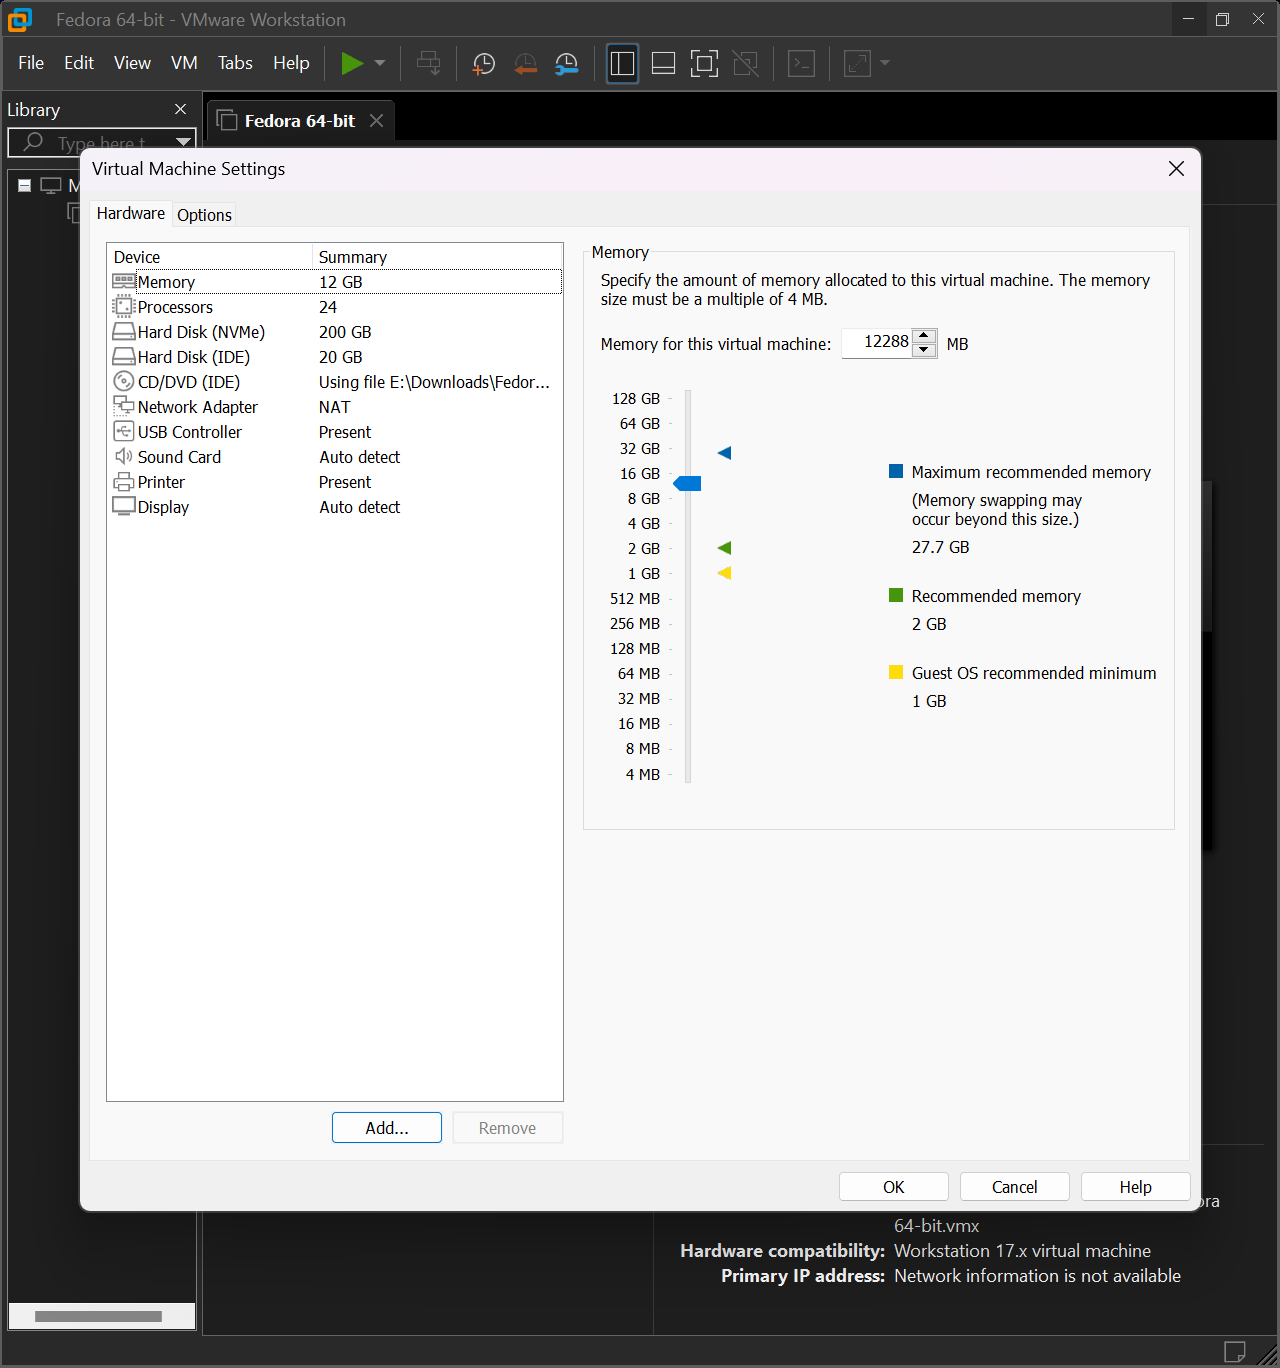 Fedora 64-bit - VMware Workstation
File Edit View VM Tabs Help
Library
Type here t
Fedora 64-bit
M
Virtual Machine Settings
Hardware Options
Device Summary
Memory 12 GB
Processors 24
Hard Disk (NVMe) 200 GB
Hard Disk (IDE) 20 GB
CD/DVD (IDE) Using file E:\Downloads\Fedor...
Network Adapter NAT
USB Controller Present
Sound Card Auto detect
Printer Present
Display Auto detect
Add... Remove
Memory
Specify the amount of memory allocated to this virtual machine. The memory
size must be a multiple of 4 MB.
Memory for this virtual machine: 12288 MB
128 GB
64 GB
32 GB
16 GB
8 GB
4 GB
2 GB
1 GB
512 MB
256 MB
128 MB
64 MB
32 MB
16 MB
8 MB
4 MB
Maximum recommended memory
(Memory swapping may
occur beyond this size.)
27.7 GB
Recommended memory
2 GB
Guest OS recommended minimum
1 GB
OK Cancel Help
ora
64-bit.vmx
Hardware compatibility: Workstation 17.x virtual machine
Primary IP address: Network information is not available